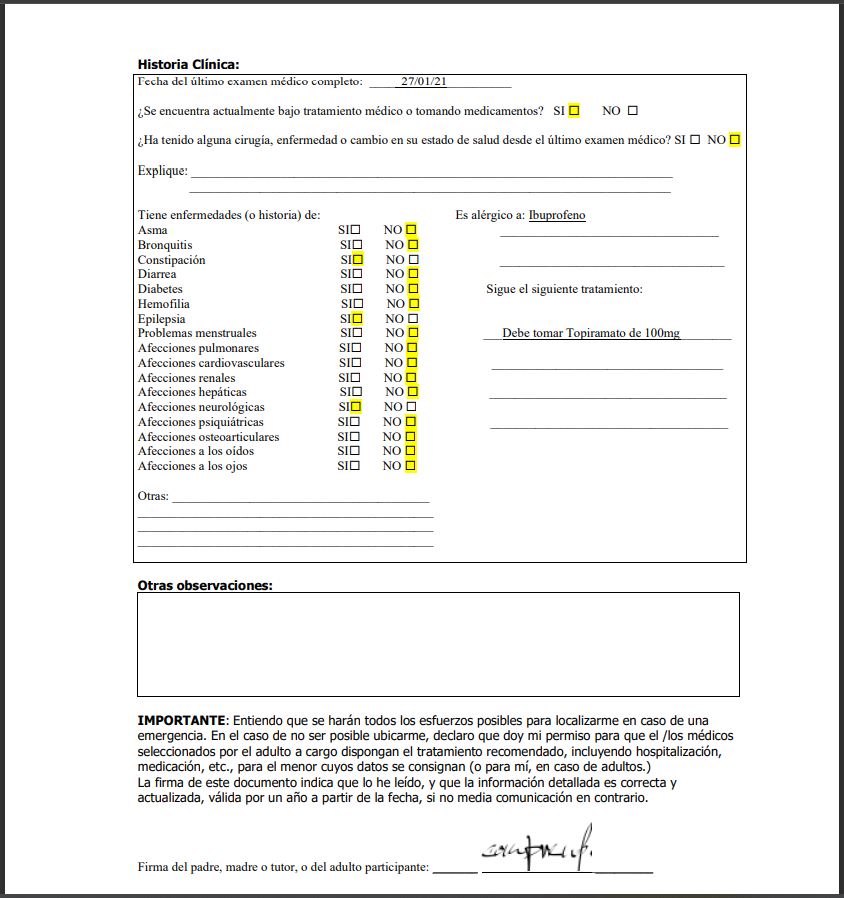 Historia Clínica:
Fecha del último examen médico completo: _____27/01/21__________
¿Se encuentra actualmente bajo tratamiento médico o tomando medicamentos? SI ☐ NO ☐
¿Ha tenido alguna cirugía, enfermedad o cambio en su estado de salud desde el último examen médico? SI ☐ NO ☐
Explique:
Tiene enfermedades (o historia) de: Es alérgico a: Ibuprofeno
Asma SI☐ NO ☐
Bronquitis SI☐ NO ☐
Constipación SI☐ NO ☐
Diarrea SI☐ NO ☐
Diabetes SI☐ NO ☐ Sigue el siguiente tratamiento:
Hemofilia SI☐ NO ☐
Epilepsia SI☐ NO ☐
Problemas menstruales SI☐ NO ☐ ___Debe tomar Topiramato de 100mg________
Afecciones pulmonares SI☐ NO ☐
Afecciones cardiovasculares SI☐ NO ☐
Afecciones renales SI☐ NO ☐
Afecciones hepáticas SI☐ NO ☐
Afecciones neurológicas SI☐ NO ☐
Afecciones psiquiátricas SI☐ NO ☐
Afecciones osteoarticulares SI☐ NO ☐
Afecciones a los oídos SI☐ NO ☐
Afecciones a los ojos SI☐ NO ☐
Otras:
Otras observaciones:
IMPORTANTE: Entiendo que se harán todos los esfuerzos posibles para localizarme en caso de una
emergencia. En el caso de no ser posible ubicarme, declaro que doy mi permiso para que el /los médicos
seleccionados por el adulto a cargo dispongan el tratamiento recomendado, incluyendo hospitalización,
medicación, etc., para el menor cuyos datos se consignan (o para mí, en caso de adultos.)
La firma de este documento indica que lo he leído, y que la información detallada es correcta y
actualizada, válida por un año a partir de la fecha, si no media comunicación en contrario.
Firma del padre, madre o tutor, o del adulto participante: